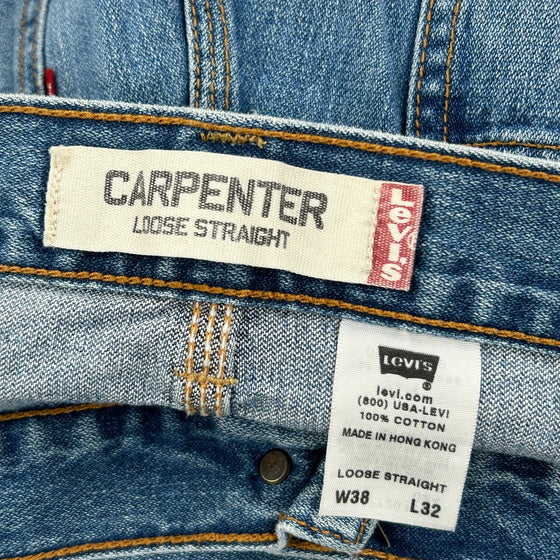 CARPENTER
LOOSE STRAIGHT
Levi's
Levi's ®
levi.com
(800) USA-LEVI
100% COTTON
MADE IN HONG KONG
LOOSE STRAIGHT
W38 L32